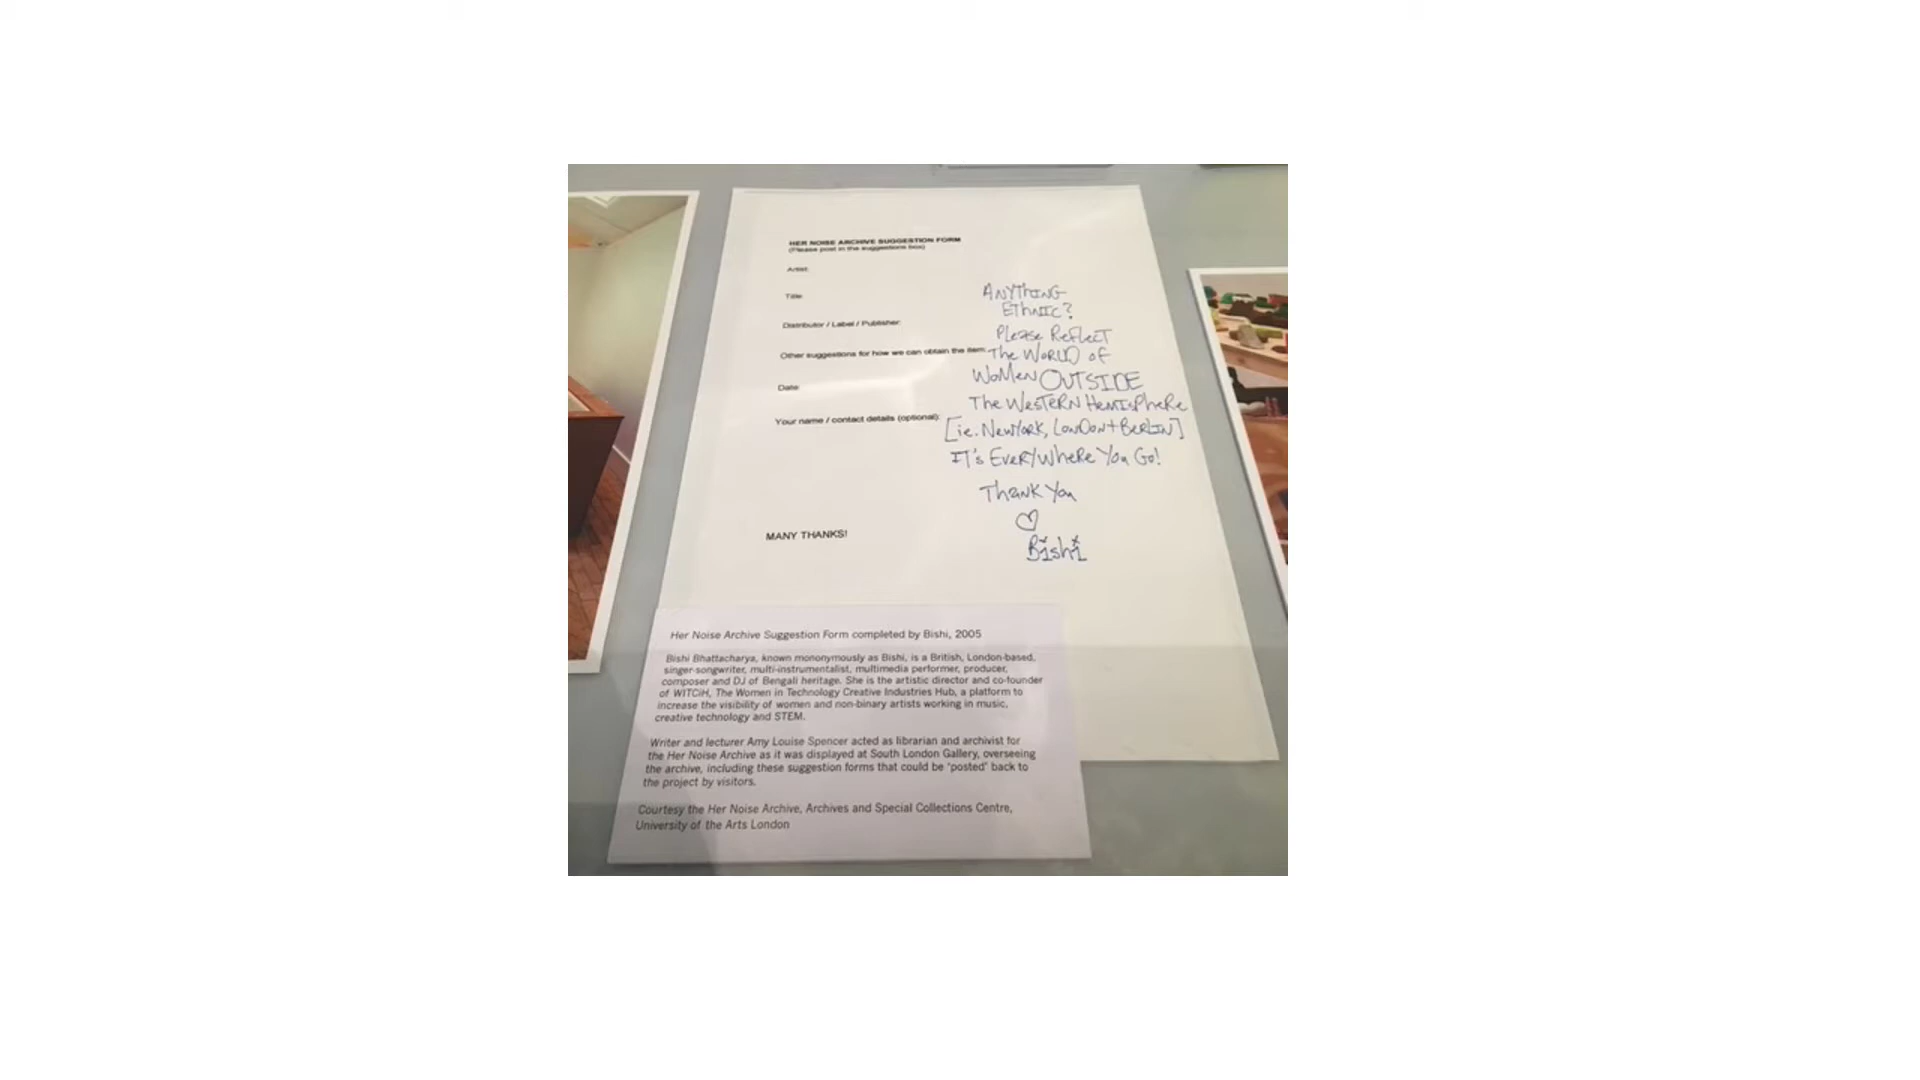 HER NOISE ARCHIVE SUGGESTION FORM
(Please post in the suggestions box)
Artist:
Title
Distributor / Label / Publisher:
Other suggestions for how we can obtain the item:
Date:
Your name / contact details (optional):
MANY THANKS!
ANYTHING
EThNIC?
Please Reflect
The WORLD of
WoMen OUTSIDE
The WesTeRN HemIsPheRe
[ie. NewYork, LonDon + BeRLIN]
IT's EveRYWheRe You Go!
Thank You
♡
Bishi
Her Noise Archive Suggestion Form completed by Bishi, 2005
Bishi Bhattacharya, known mononymously as Bishi, is a British, London-based,
singer-songwriter, multi-instrumentalist, multimedia performer, producer,
composer and DJ of Bengali heritage. She is the artistic director and co-founder
of WITCiH, The Women in Technology Creative Industries Hub, a platform to
increase the visibility of women and non-binary artists working in music,
creative technology and STEM.
Writer and lecturer Amy Louise Spencer acted as librarian and archivist for
the Her Noise Archive as it was displayed at South London Gallery, overseeing
the archive, including these suggestion forms that could be "posted" back to
the project by visitors.
Courtesy the Her Noise Archive, Archives and Special Collections Centre,
University of the Arts London